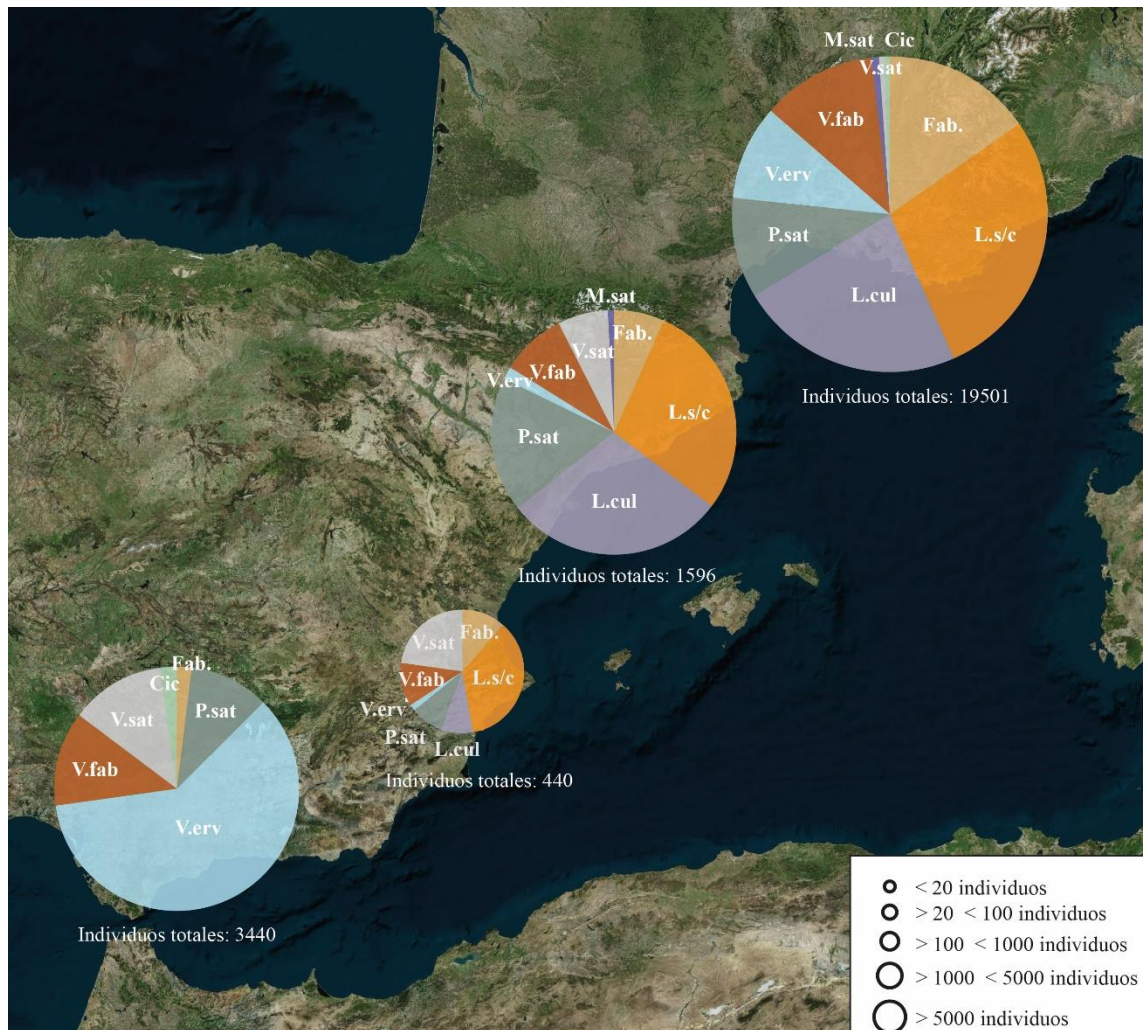 M.sat Cic
V.sat
V.fab
Fab.
V.erv
P.sat
L.s/c
L.cul
Individuos totales: 19501
M.sat
Fab.
V.sat
V.fab
V.erv
L.s/c
P.sat
L.cul
Individuos totales: 1596
V.sat
Fab.
V.fab
L.s/c
V.erv
P.sat
L.cul
Individuos totales: 440
Fab.
Cic
P.sat
V.sat
V.fab
V.erv
Individuos totales: 3440
< 20 individuos
> 20 < 100 individuos
> 100 < 1000 individuos
> 1000 < 5000 individuos
> 5000 individuos